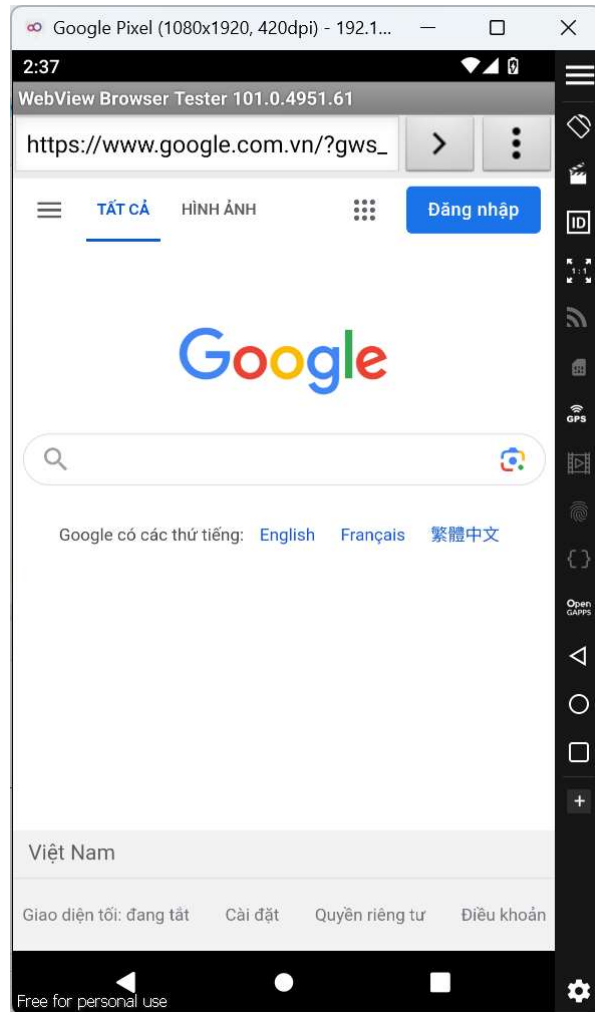 Google Pixel (1080x1920, 420dpi) - 192.1...
2:37
WebView Browser Tester 101.0.4951.61
https://www.google.com.vn/?gws_
TẤT CẢ HÌNH ẢNH Đăng nhập
ID
1:1
Google
GPS
Google có các thứ tiếng: English Français 繁體中文
Open
GAPPS
Việt Nam
Giao diện tối: đang tắt Cài đặt Quyền riêng tư Điều khoản
Free for personal use